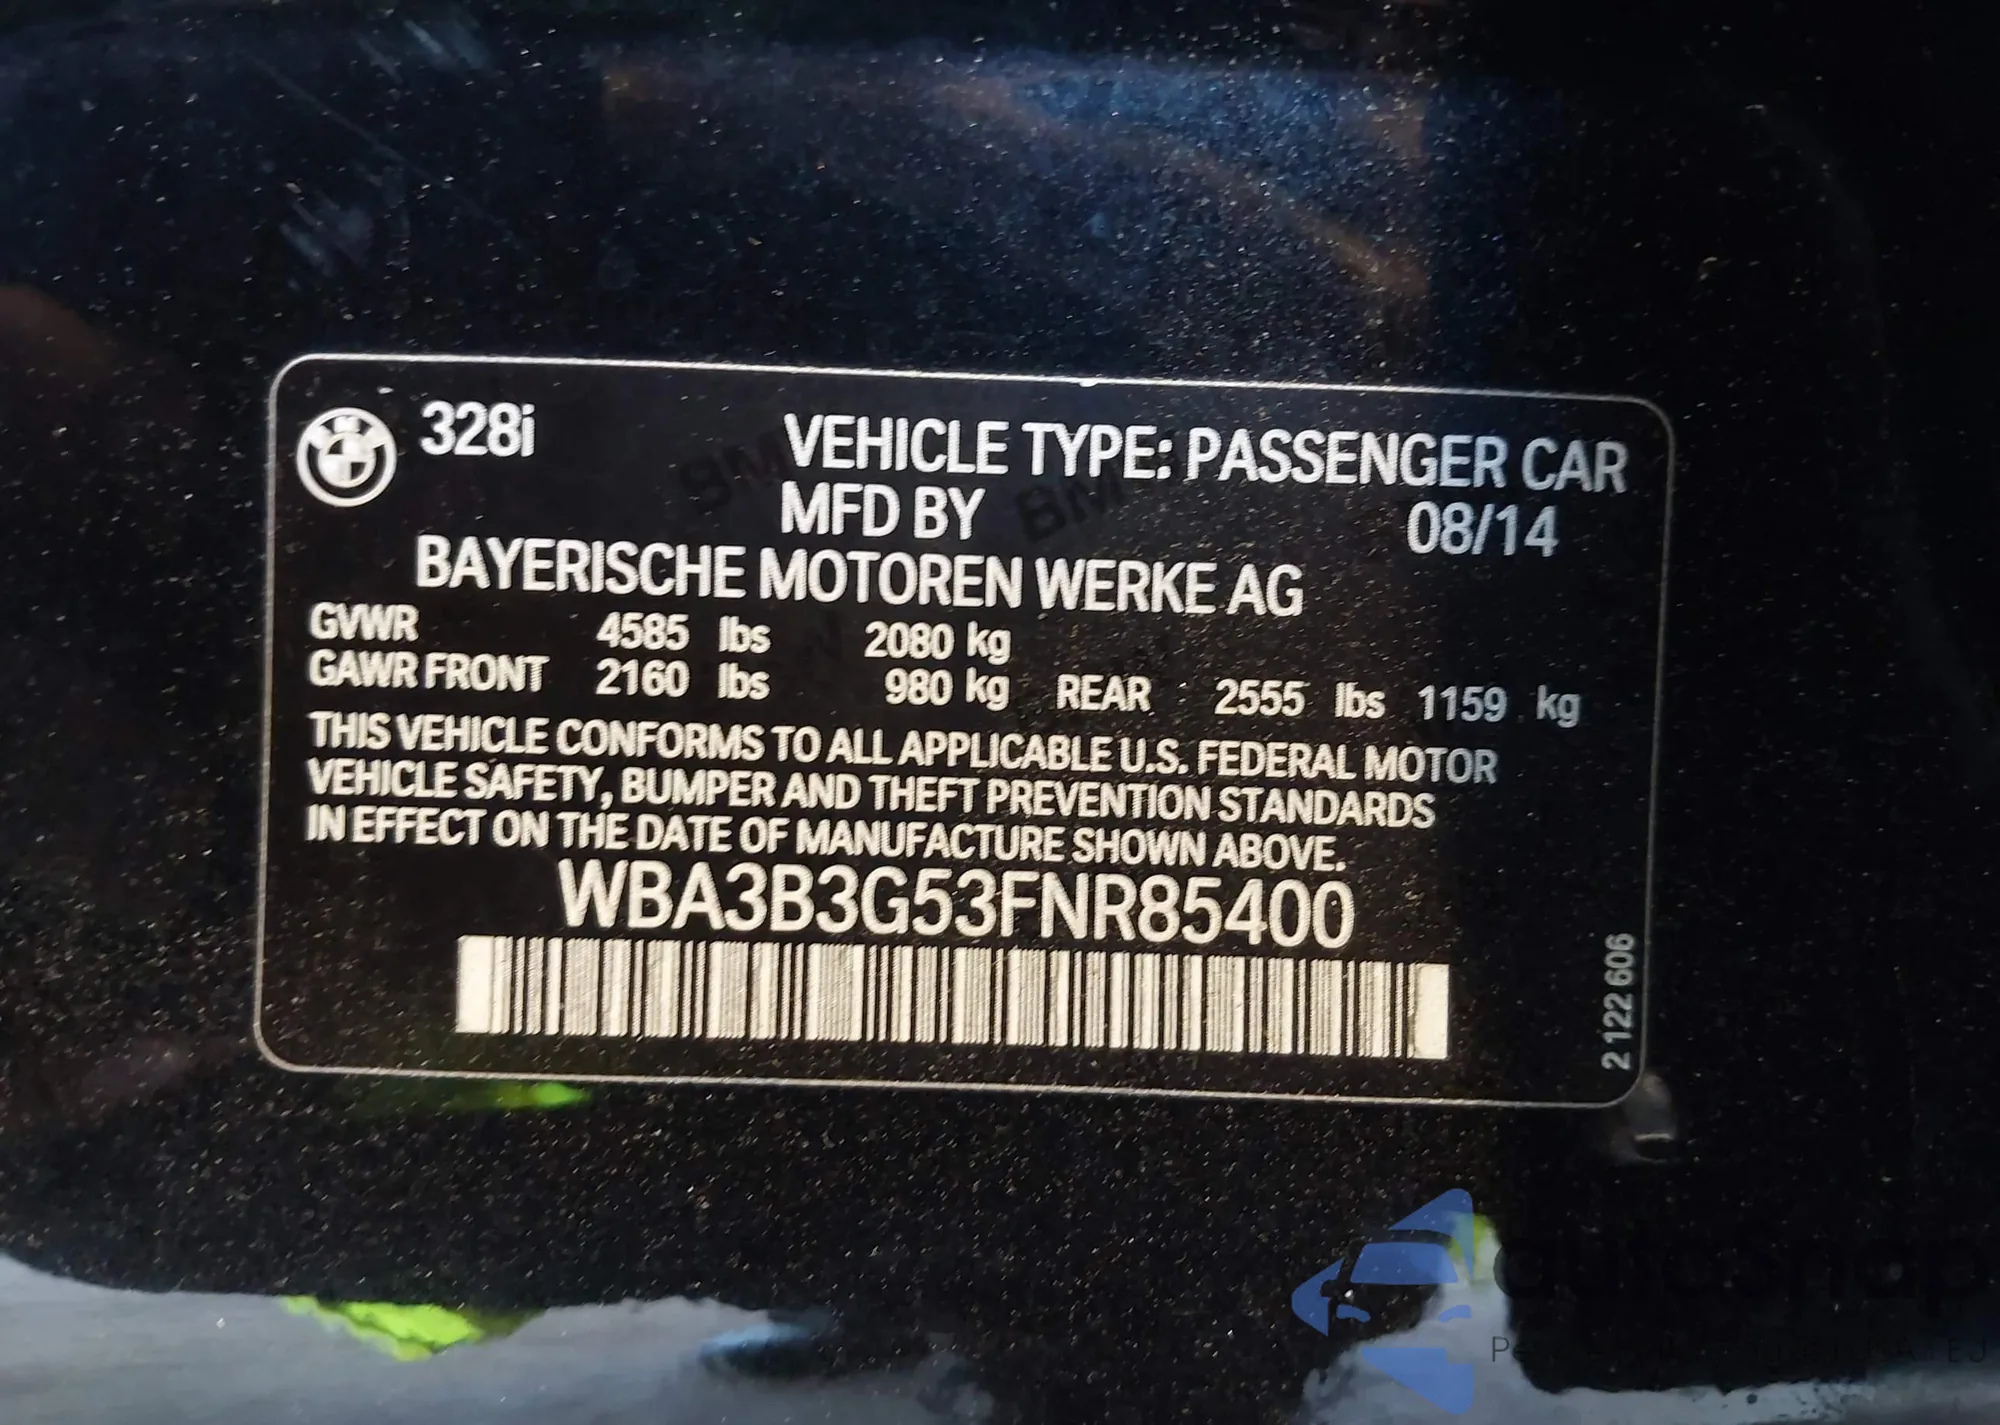 328i
VEHICLE TYPE: PASSENGER CAR
MFD BY 08/14
BAYERISCHE MOTOREN WERKE AG
GVWR 4585 lbs 2080 kg
GAWR FRONT 2160 lbs 980 kg REAR 2555 lbs 1159 kg
THIS VEHICLE CONFORMS TO ALL APPLICABLE U.S. FEDERAL MOTOR
VEHICLE SAFETY, BUMPER AND THEFT PREVENTION STANDARDS
IN EFFECT ON THE DATE OF MANUFACTURE SHOWN ABOVE.
WBA3B3G53FNR85400
2 122 606
autosnap